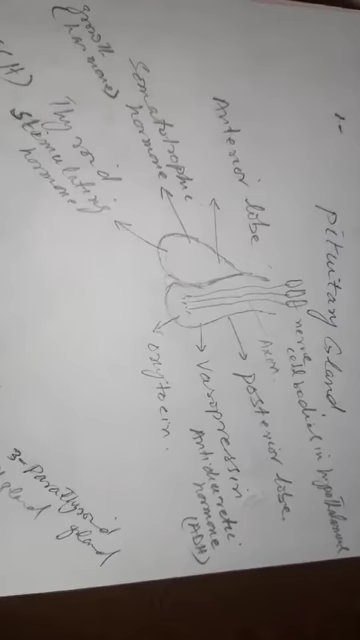 1-
Pituitary Gland
nerve
cell bodies in hypothalamus
Axon.
Anterior lobe
Posterior lobe
Somatotrophic
hormone
(growth
hormone)
Vasopressin
Antidiuretic
hormone
(ADH)
Thyroid
stimulating
hormone
oxytocin.
3- Parathyroid
gland
gland